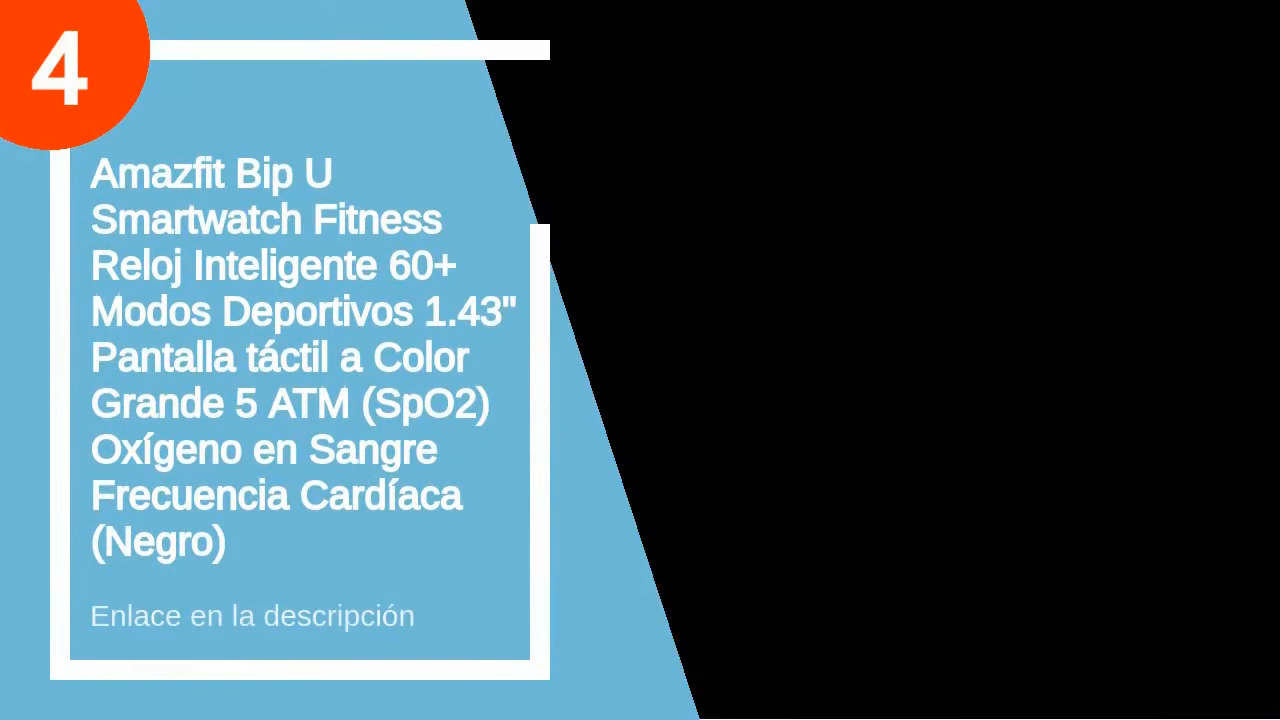 4
Amazfit Bip U
Smartwatch Fitness
Reloj Inteligente 60+
Modos Deportivos 1.43"
Pantalla táctil a Color
Grande 5 ATM (SpO2)
Oxígeno en Sangre
Frecuencia Cardíaca
(Negro)
Enlace en la descripción